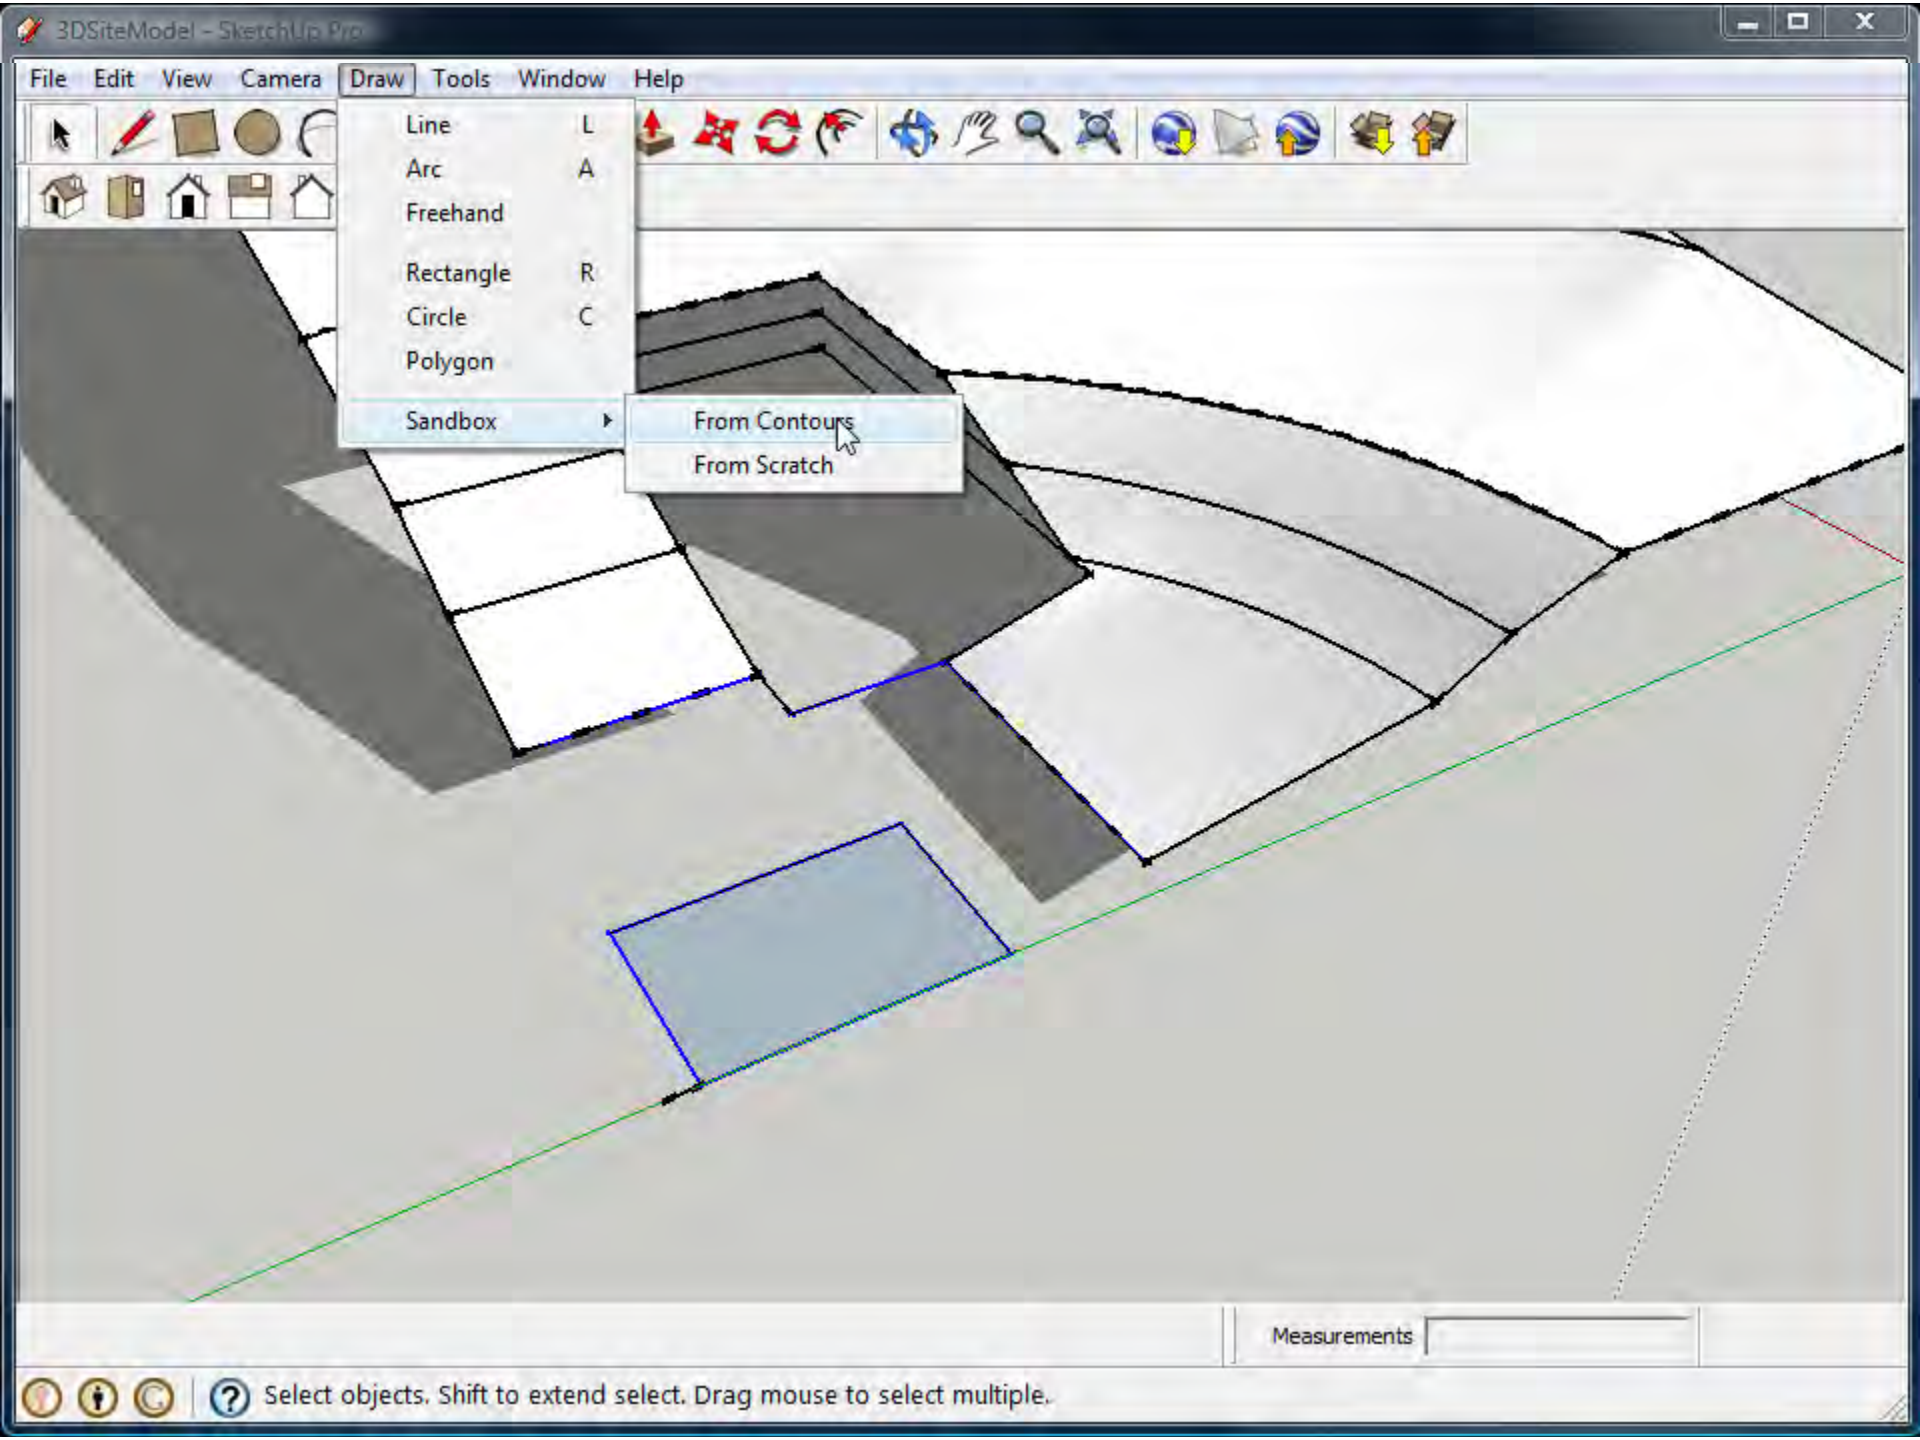 3DSiteModel - SketchUp Pro
File Edit View Camera Draw Tools Window Help
Line L
Arc A
Freehand
Rectangle R
Circle C
Polygon
Sandbox
From Contours
From Scratch
Measurements
Select objects. Shift to extend select. Drag mouse to select multiple.